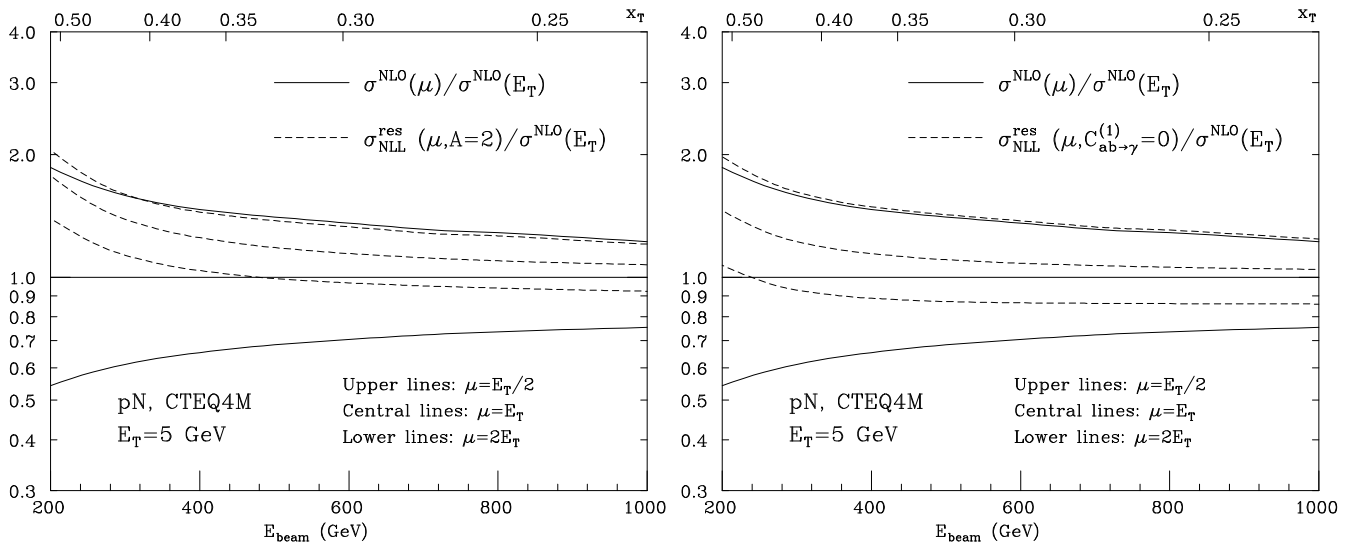 0.50 0.40 0.35 0.30 0.25 x_T
4.0
3.0
2.0
1.0
0.9
0.8
0.7
0.6
0.5
0.4
0.3
σ^NLO(μ)/σ^NLO(E_T)
σ^res_NLL (μ,A=2)/σ^NLO(E_T)
Upper lines: μ=E_T/2
Central lines: μ=E_T
Lower lines: μ=2E_T
pN, CTEQ4M
E_T=5 GeV
200 400 600 800 1000
E_beam (GeV)
0.50 0.40 0.35 0.30 0.25 x_T
4.0
3.0
2.0
1.0
0.9
0.8
0.7
0.6
0.5
0.4
0.3
σ^NLO(μ)/σ^NLO(E_T)
σ^res_NLL (μ,C^(1)_ab→γ=0)/σ^NLO(E_T)
Upper lines: μ=E_T/2
Central lines: μ=E_T
Lower lines: μ=2E_T
pN, CTEQ4M
E_T=5 GeV
200 400 600 800 1000
E_beam (GeV)